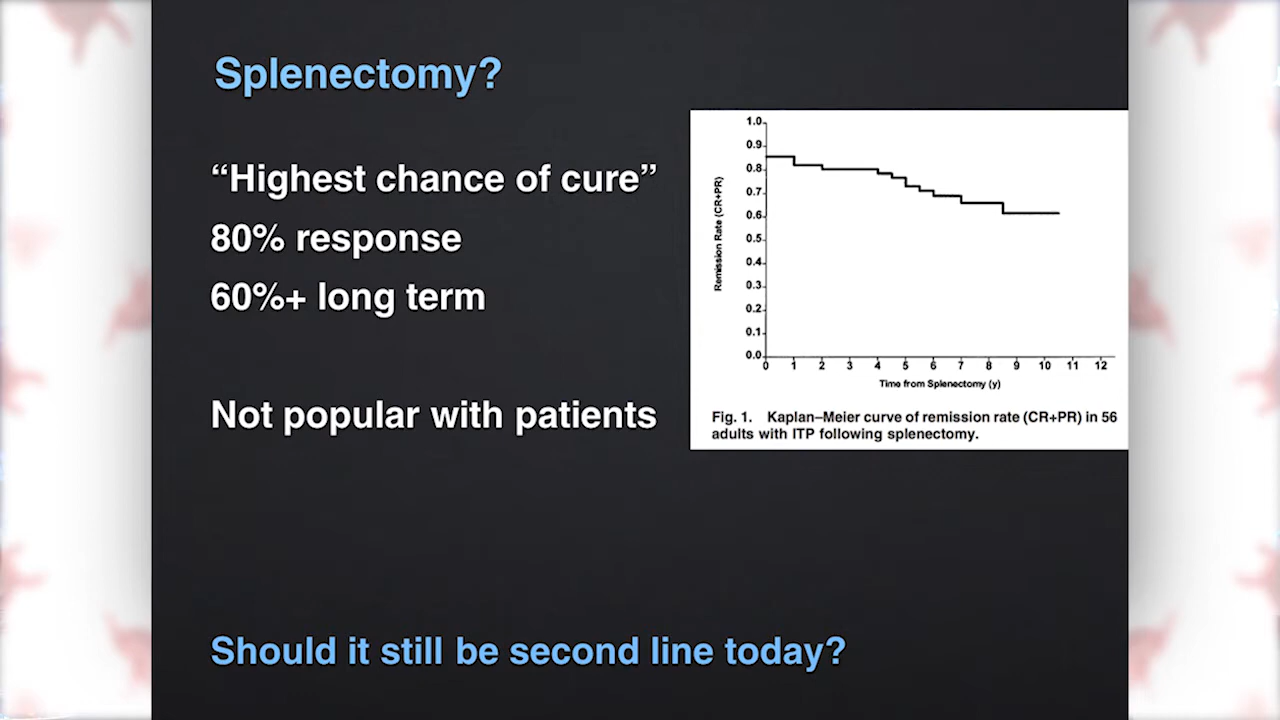 Splenectomy?
“Highest chance of cure”
80% response
60%+ long term
Not popular with patients
1.0
0.9
0.8
0.7
0.6
0.5
0.4
0.3
0.2
0.1
0.0
Remission Rate (CR+PR)
0 1 2 3 4 5 6 7 8 9 10 11 12
Time from Splenectomy (y)
Fig. 1. Kaplan–Meier curve of remission rate (CR+PR) in 56
adults with ITP following splenectomy.
Should it still be second line today?